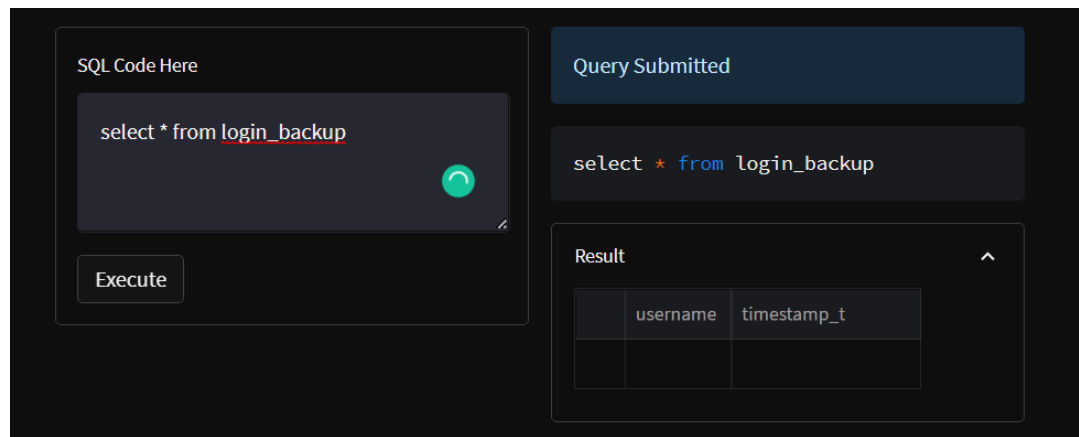 SQL Code Here
select * from login_backup
Execute
Query Submitted
select * from login_backup
Result
username timestamp_t